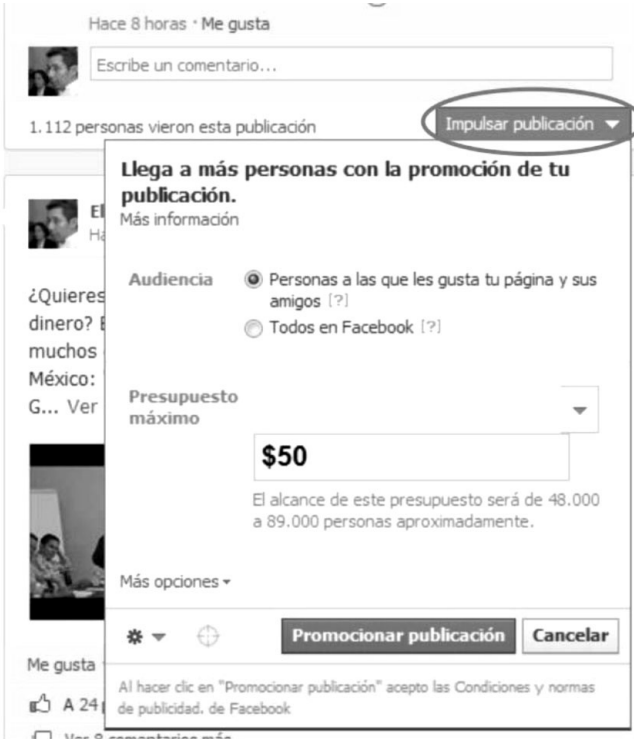 Hace 8 horas · Me gusta
Escribe un comentario...
1.112 personas vieron esta publicación
Impulsar publicación
Llega a más personas con la promoción de tu
publicación.
Más información
Audiencia
Personas a las que les gusta tu página y sus
amigos [?]
Todos en Facebook [?]
¿Quieres
dinero?
muchos
México:
G... Ver
Presupuesto
máximo
$50
El alcance de este presupuesto será de 48.000
a 89.000 personas aproximadamente.
Más opciones
Promocionar publicación
Cancelar
Me gusta
Al hacer clic en "Promocionar publicación" acepto las Condiciones y normas
de publicidad. de Facebook
A 24
Ver 8 comentarios más